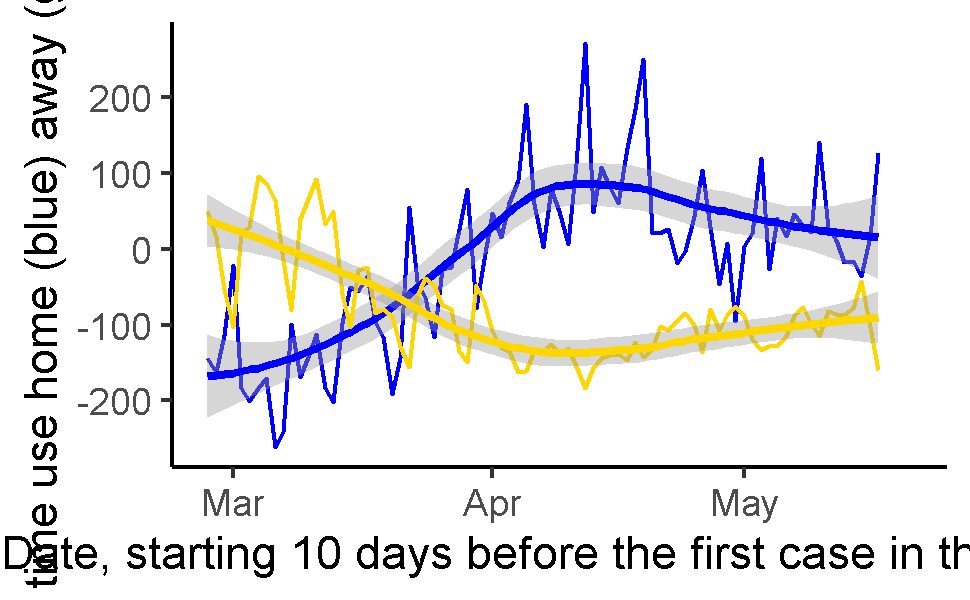 time use home (blue) away (
200
100
0
-100
-200
Mar Apr May
Date, starting 10 days before the first case in th